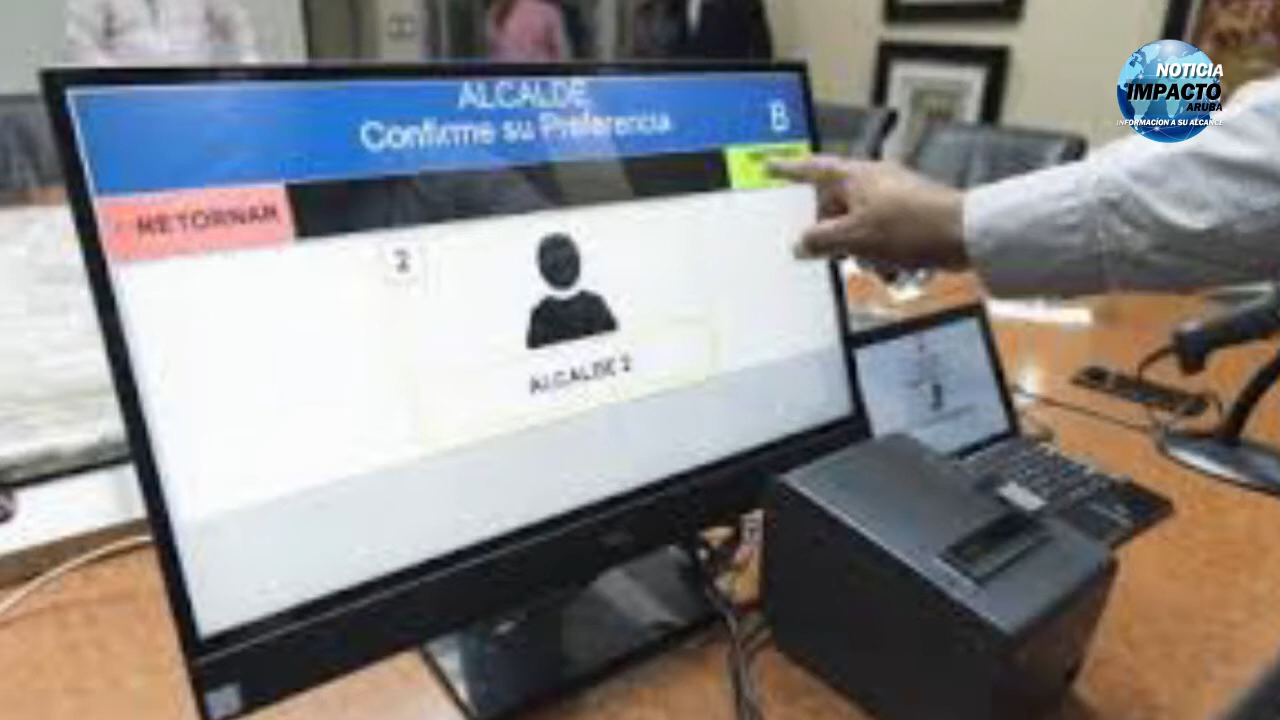 ALCALDE
Confirme su Preferencia
B
RETORNAR
2
ALCALDE 2
NOTICIA
IMPACTO
ARUBA
INFORMACION A SU ALCANCE